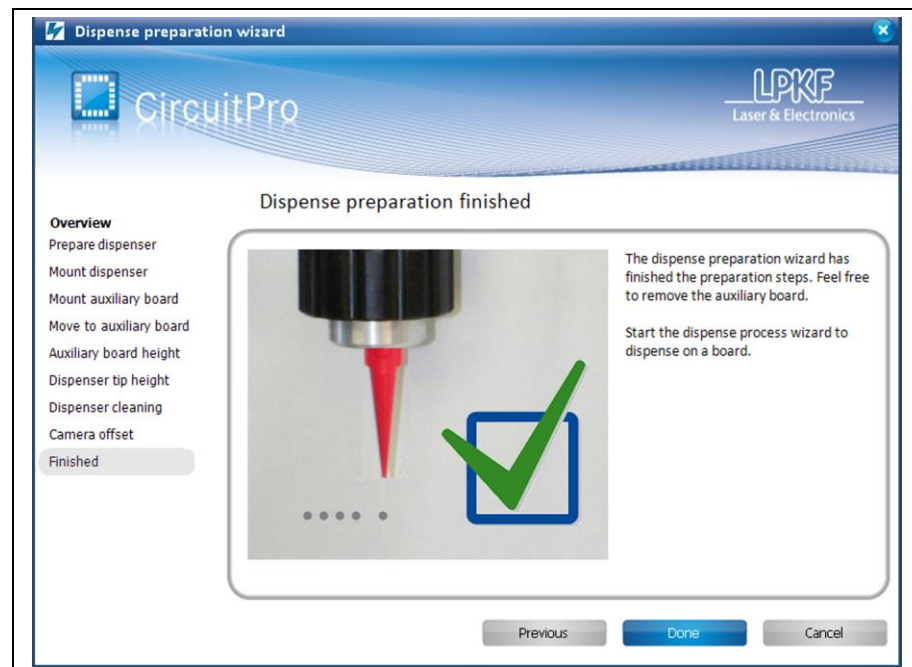 Dispense preparation wizard
CircuitPro
LPKF
Laser & Electronics
Dispense preparation finished
Overview
Prepare dispenser
Mount dispenser
Mount auxiliary board
Move to auxiliary board
Auxiliary board height
Dispenser tip height
Dispenser cleaning
Camera offset
Finished
The dispense preparation wizard has
finished the preparation steps. Feel free
to remove the auxiliary board.
Start the dispense process wizard to
dispense on a board.
Previous
Done
Cancel